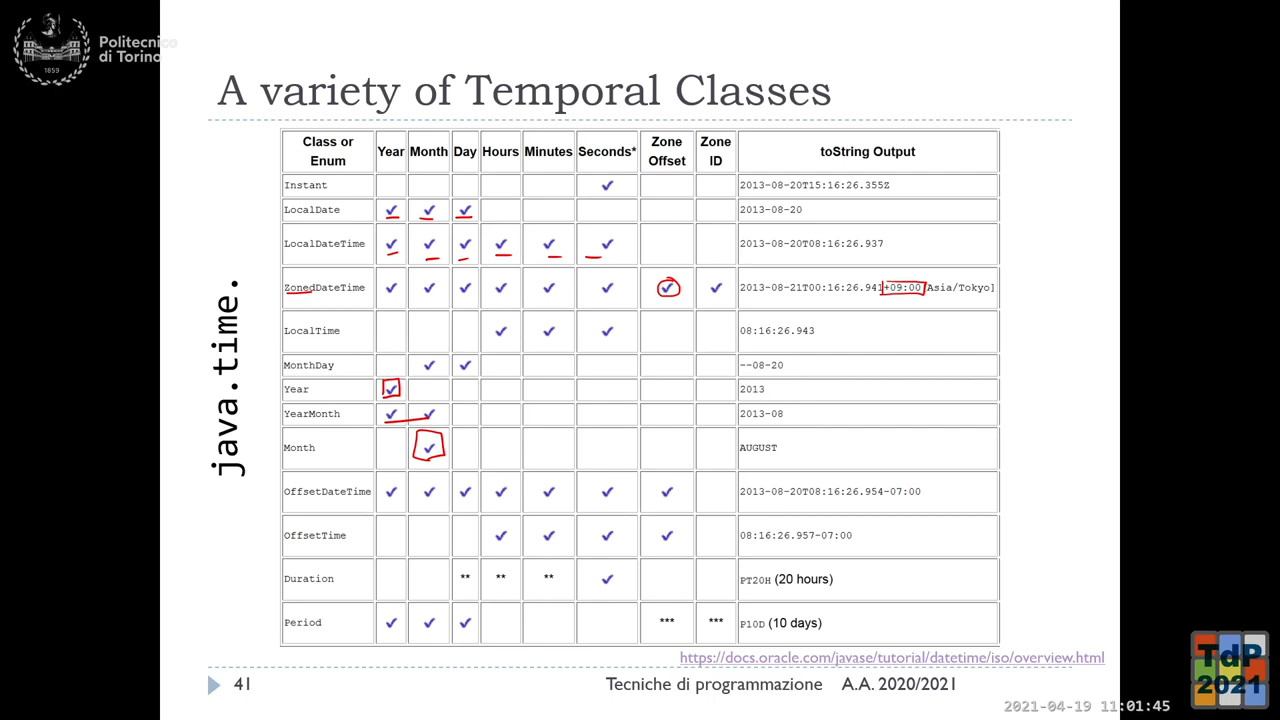 Politecnico
di Torino
1859
A variety of Temporal Classes
java.time.
Class or Enum Year Month Day Hours Minutes Seconds* Zone Offset Zone ID toString Output
Instant ✔ 2013-08-20T15:16:26.355Z
LocalDate ✔ ✔ ✔ 2013-08-20
LocalDateTime ✔ ✔ ✔ ✔ ✔ ✔ 2013-08-20T08:16:26.937
ZonedDateTime ✔ ✔ ✔ ✔ ✔ ✔ ✔ ✔ 2013-08-21T00:16:26.941+09:00[Asia/Tokyo]
LocalTime ✔ ✔ ✔ 08:16:26.943
MonthDay ✔ ✔ --08-20
Year ✔ 2013
YearMonth ✔ ✔ 2013-08
Month ✔ AUGUST
OffsetDateTime ✔ ✔ ✔ ✔ ✔ ✔ ✔ 2013-08-20T08:16:26.954-07:00
OffsetTime ✔ ✔ ✔ ✔ 08:16:26.957-07:00
Duration ** ** ** ✔ PT20H (20 hours)
Period ✔ ✔ ✔ *** *** P10D (10 days)
https://docs.oracle.com/javase/tutorial/datetime/iso/overview.html
41 Tecniche di programmazione A.A. 2020/2021
TdP
2021
2021-04-19 11:01:45